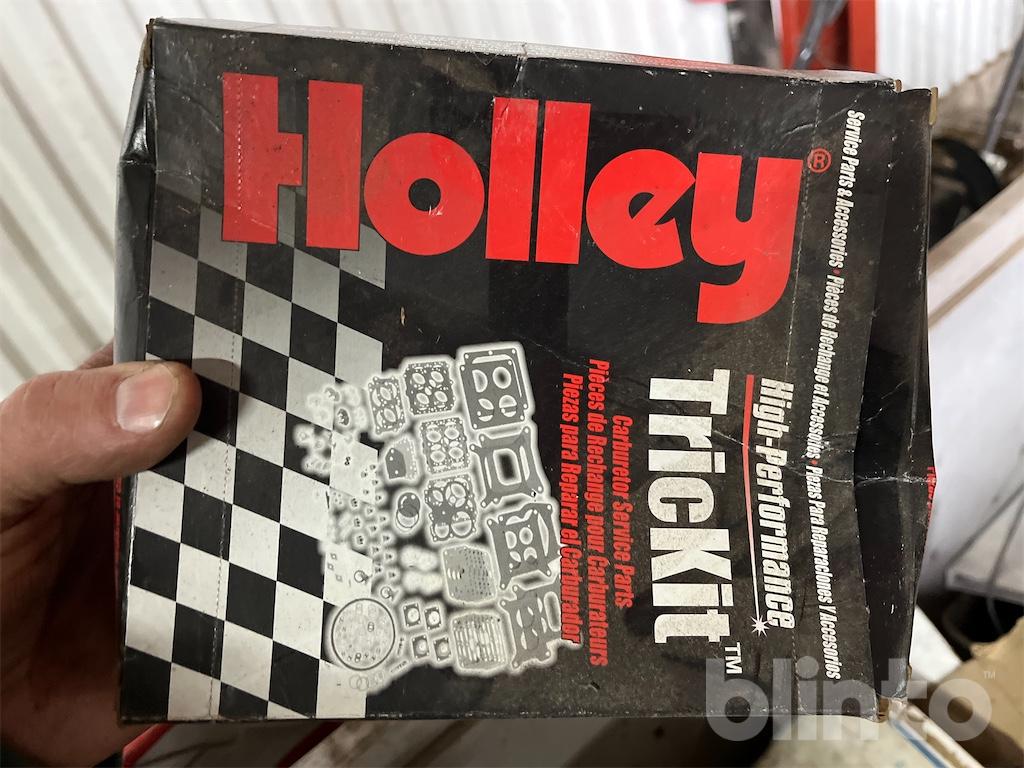 Holley®
Service Parts & Accessories • Pièces de Rechange et Accessoires • Piezas Para Reparaciones Y Accesorios
High-Performance
TricKit™
Carburetor Service Parts
Pièces de Rechange pour Carburateurs
Piezas para Reparar el Carburador
blinto™